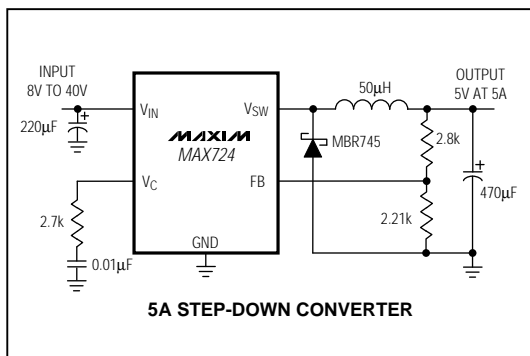 INPUT
8V TO 40V
220µF
VIN
MAXIM
MAX724
VSW
50µH
OUTPUT
5V AT 5A
MBR745
2.8k
470µF
VC
FB
2.7k
2.21k
0.01µF
GND
5A STEP-DOWN CONVERTER